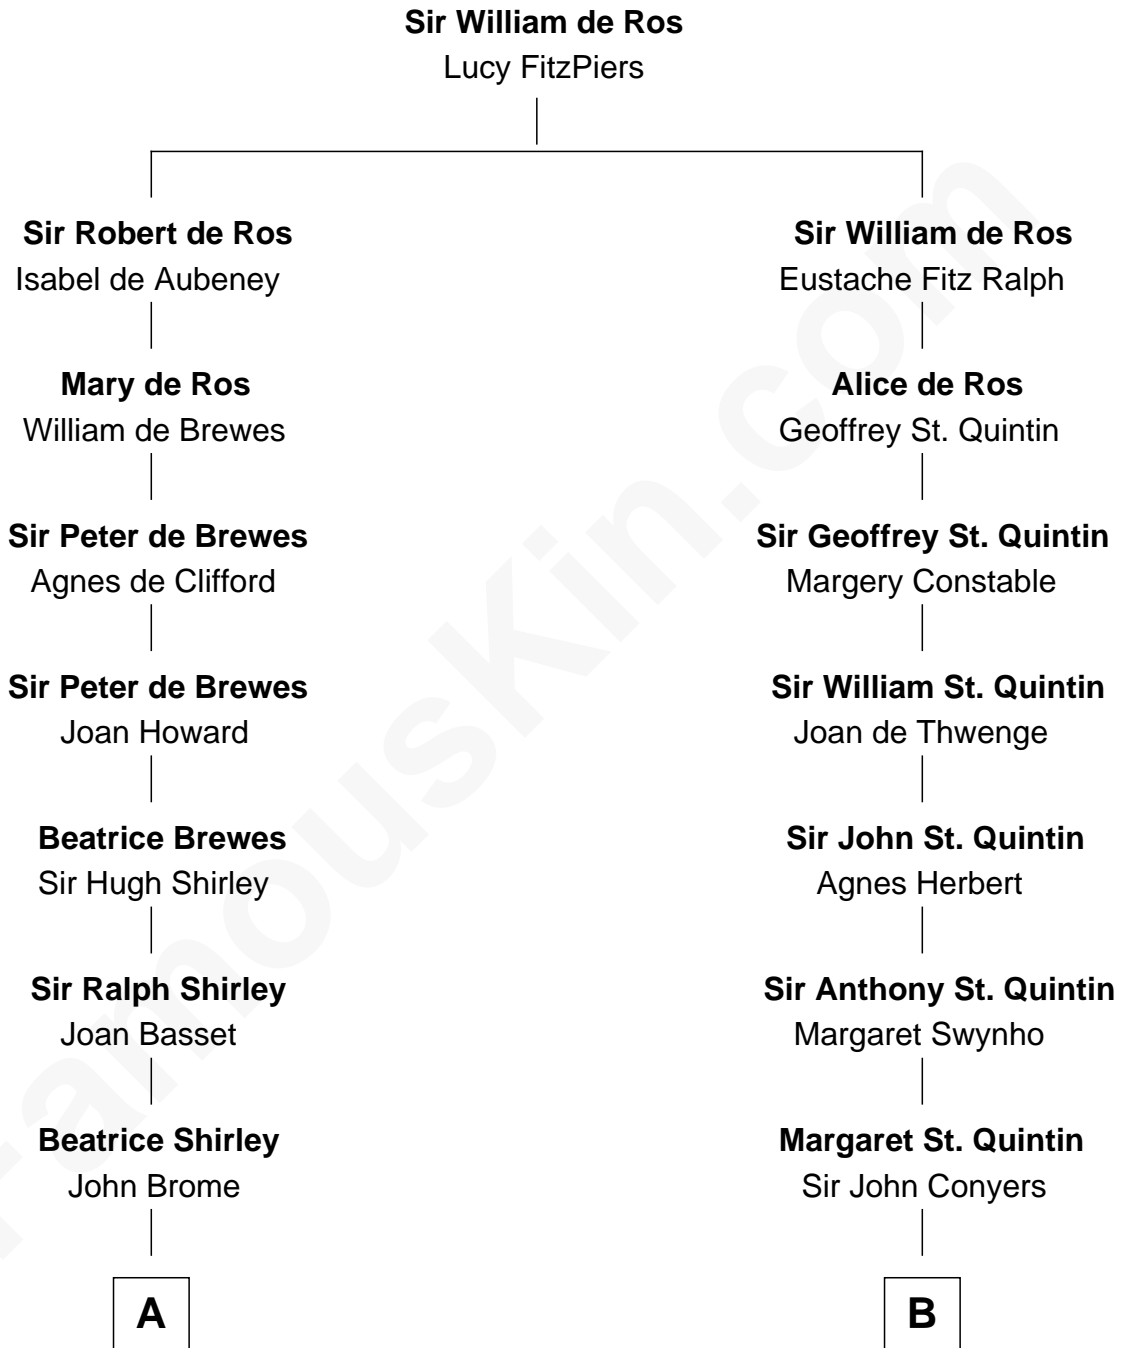 Sir William de Ros
Lucy FitzPiers
Sir Robert de Ros
Isabel de Aubeney
Mary de Ros
William de Brewes
Sir Peter de Brewes
Agnes de Clifford
Sir Peter de Brewes
Joan Howard
Beatrice Brewes
Sir Hugh Shirley
Sir Ralph Shirley
Joan Basset
Beatrice Shirley
John Brome
A
Sir William de Ros
Eustache Fitz Ralph
Alice de Ros
Geoffrey St. Quintin
Sir Geoffrey St. Quintin
Margery Constable
Sir William St. Quintin
Joan de Thwenge
Sir John St. Quintin
Agnes Herbert
Sir Anthony St. Quintin
Margaret Swynho
Margaret St. Quintin
Sir John Conyers
B
FamousKin.com